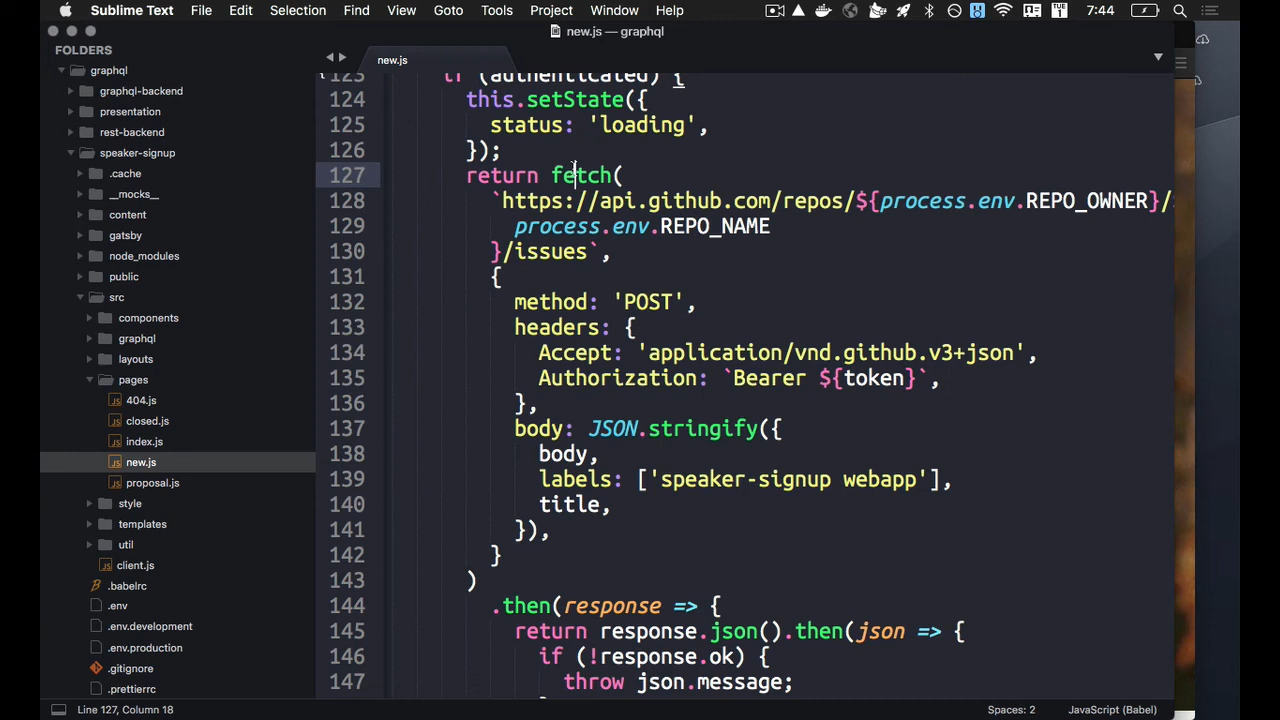 Sublime Text File Edit Selection Find View Goto Tools Project Window Help TUE 1 7:44
new.js — graphql
FOLDERS
graphql
graphql-backend
presentation
rest-backend
speaker-signup
.cache
__mocks__
content
gatsby
node_modules
public
src
components
graphql
layouts
pages
404.js
closed.js
index.js
new.js
proposal.js
style
templates
util
client.js
.babelrc
.env
.env.development
.env.production
.gitignore
.prettierrc
new.js
123 if (authenticated) {
124 this.setState({
125 status: 'loading',
126 });
127 return fetch(
128 `https://api.github.com/repos/${process.env.REPO_OWNER}/
129 process.env.REPO_NAME
130 }/issues`,
131 {
132 method: 'POST',
133 headers: {
134 Accept: 'application/vnd.github.v3+json',
135 Authorization: `Bearer ${token}`,
136 },
137 body: JSON.stringify({
138 body,
139 labels: ['speaker-signup webapp'],
140 title,
141 }),
142 }
143 )
144 .then(response => {
145 return response.json().then(json => {
146 if (!response.ok) {
147 throw json.message;
Line 127, Column 18 Spaces: 2 JavaScript (Babel)